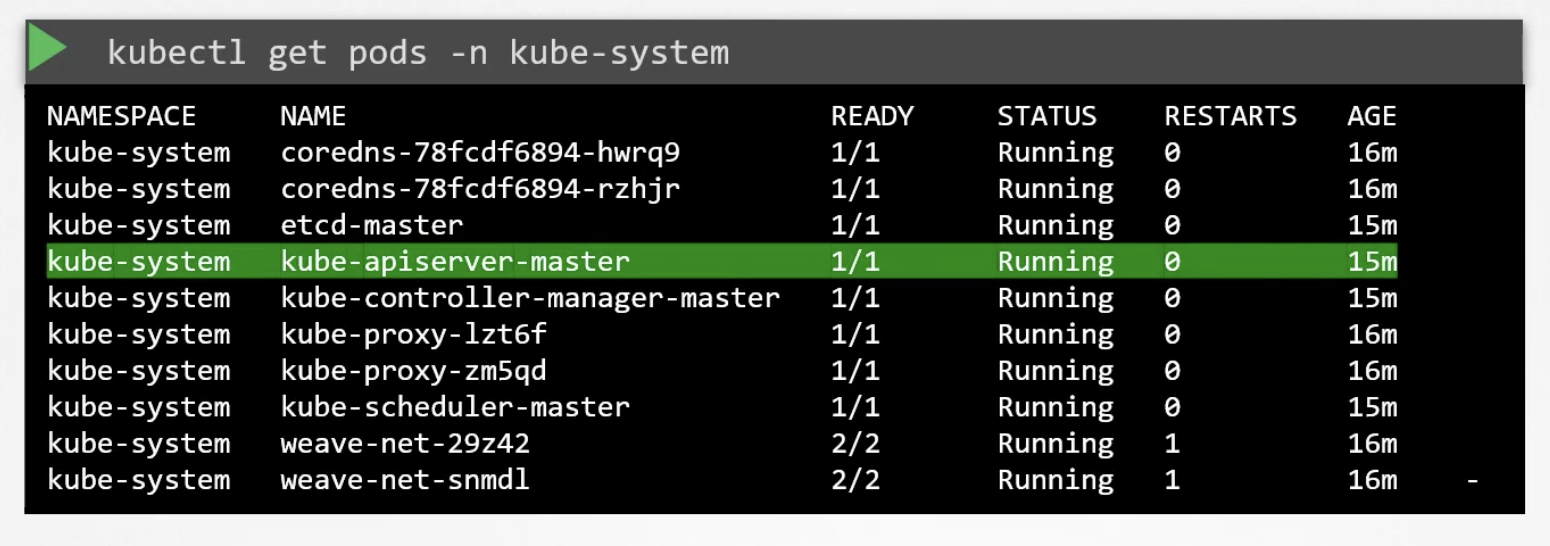 kubectl get pods -n kube-system
NAMESPACE NAME READY STATUS RESTARTS AGE
kube-system coredns-78fcdf6894-hwrq9 1/1 Running 0 16m
kube-system coredns-78fcdf6894-rzhjr 1/1 Running 0 16m
kube-system etcd-master 1/1 Running 0 15m
kube-system kube-apiserver-master 1/1 Running 0 15m
kube-system kube-controller-manager-master 1/1 Running 0 15m
kube-system kube-proxy-lzt6f 1/1 Running 0 16m
kube-system kube-proxy-zm5qd 1/1 Running 0 16m
kube-system kube-scheduler-master 1/1 Running 0 15m
kube-system weave-net-29z42 2/2 Running 1 16m
kube-system weave-net-snmdl 2/2 Running 1 16m -